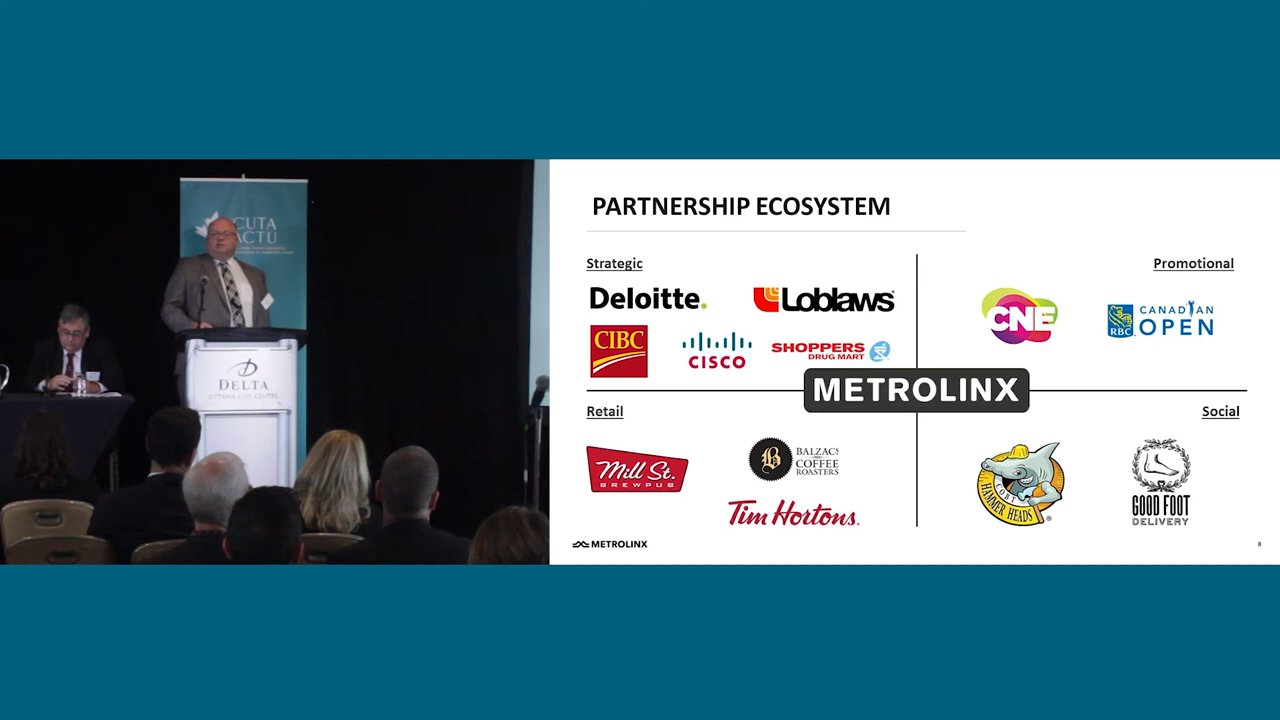 CUTA
ACTU
DELTA
OTTAWA CITY CENTRE
PARTNERSHIP ECOSYSTEM
Strategic
Promotional
Deloitte.
Loblaws
CIBC
CISCO
SHOPPERS
DRUG MART
CNE
RBC
CANADIAN
OPEN
METROLINX
Retail
Social
Mill St.
BREWPUB
B
BALZAC'S
COFFEE
ROASTERS
Tim Hortons.
CODY
HAMMER HEADS
GOOD FOOT
DELIVERY
METROLINX
8